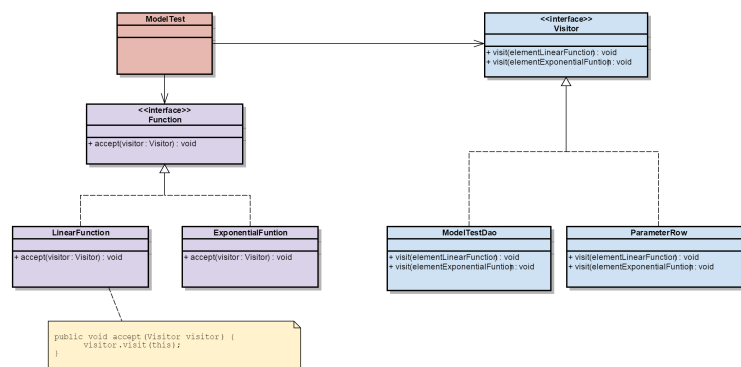 ModelTest
<<interface>>
Visitor
+ visit(elementLinearFunction) : void
+ visit(elementExponentialFuntion) : void
<<interface>>
Function
+ accept(visitor : Visitor) : void
LinearFunction
+ accept(visitor : Visitor) : void
ExponentialFuntion
+ accept(visitor : Visitor) : void
ModelTestDao
+ visit(elementLinearFunction) : void
+ visit(elementExponentialFuntion) : void
ParameterRow
+ visit(elementLinearFunction) : void
+ visit(elementExponentialFuntion) : void
public void accept(Visitor visitor) {
visitor.visit(this);
}